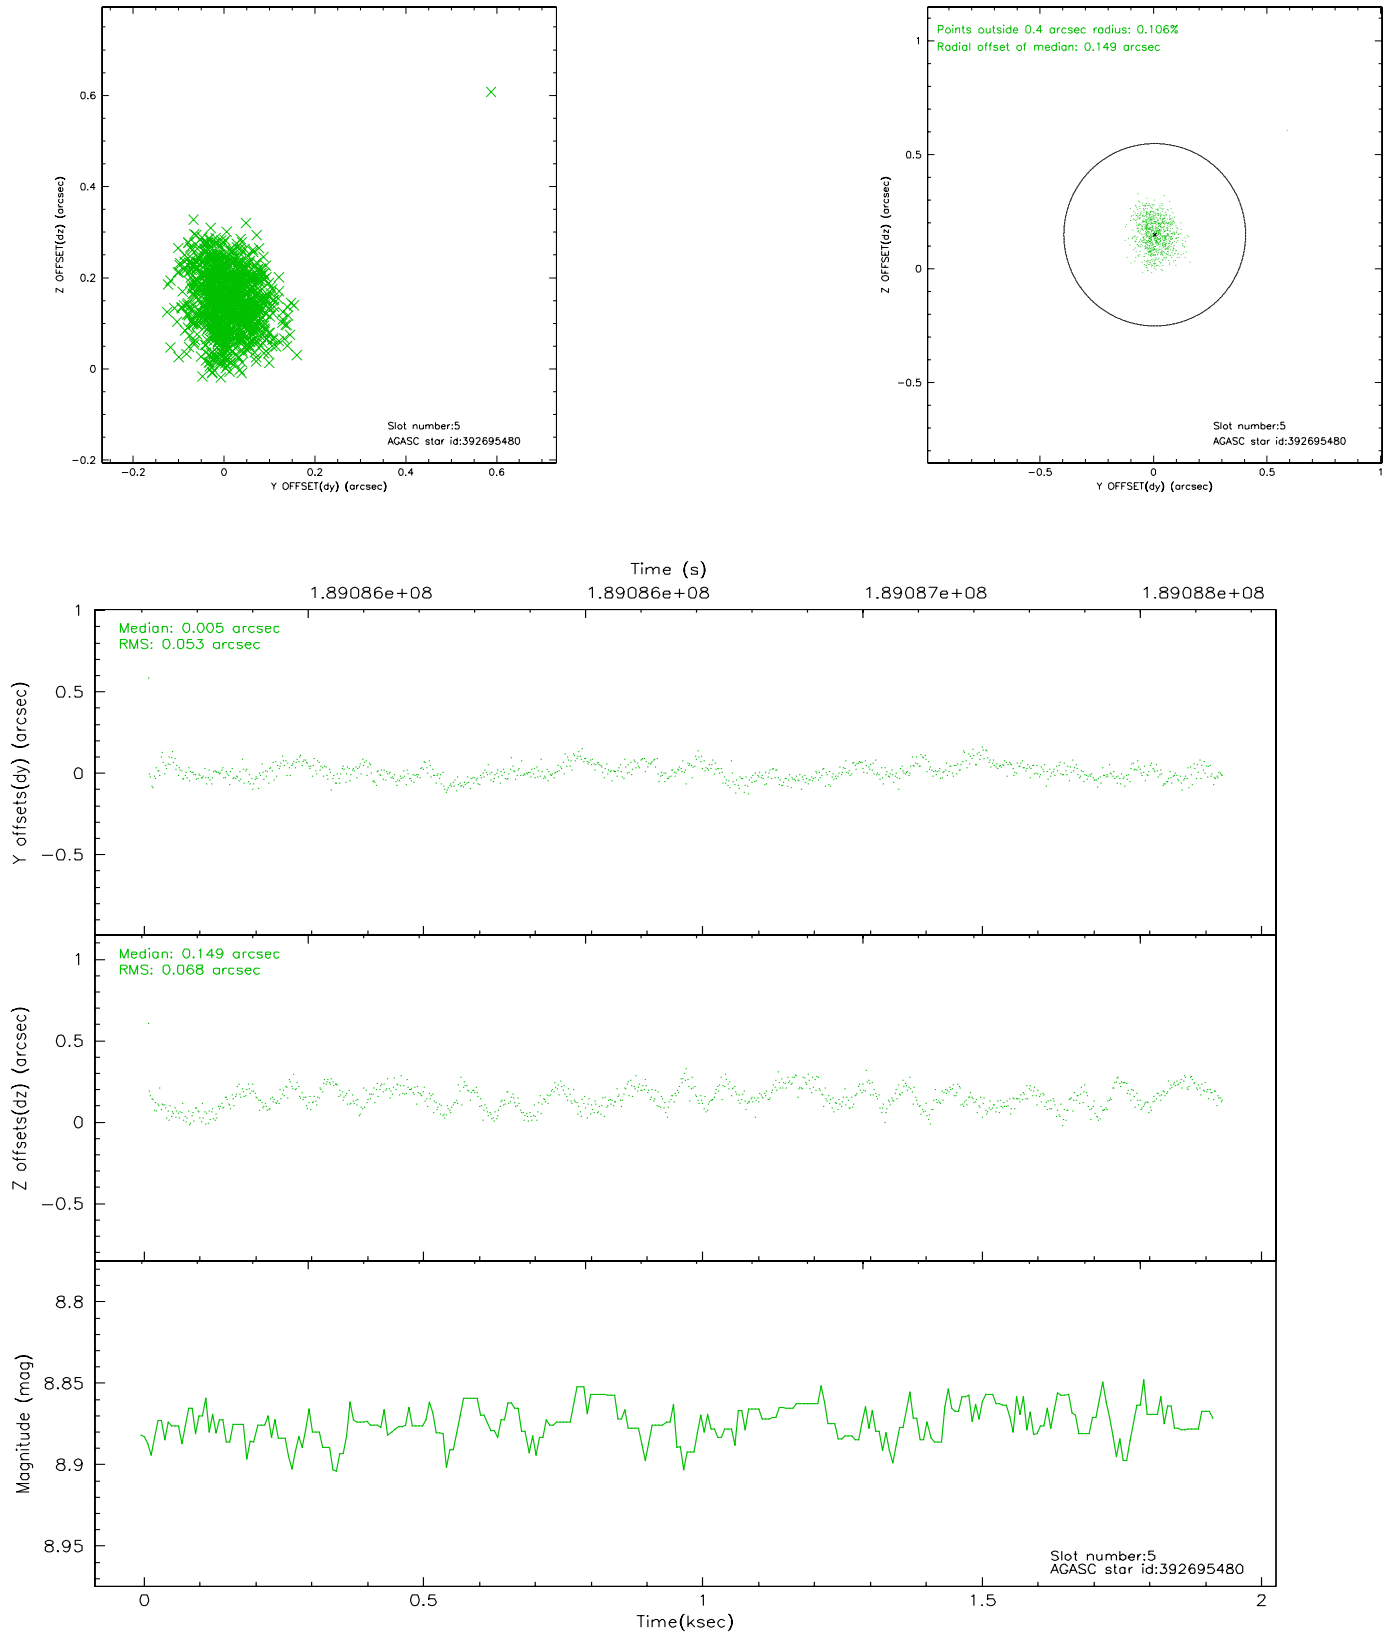 Points outside 0.4 arcsec radius: 0.106%
Radial offset of median: 0.149 arcsec
0.6
0.4
0.2
0
−0.2
Z OFFSET(dz) (arcsec)
Slot number:5
AGASC star id:392695480
−0.2 0 0.2 0.4 0.6
Y OFFSET(dy) (arcsec)
1
0.5
0
−0.5
Z OFFSET(dz) (arcsec)
Slot number:5
AGASC star id:392695480
−0.5 0 0.5 1
Y OFFSET(dy) (arcsec)
Time (s)
1.89086e+08 1.89086e+08 1.89087e+08 1.89088e+08
Median: 0.005 arcsec
RMS: 0.053 arcsec
1
0.5
0
−0.5
Y offsets(dy) (arcsec)
Median: 0.149 arcsec
RMS: 0.068 arcsec
1
0.5
0
−0.5
Z offsets(dz) (arcsec)
8.8
8.85
8.9
8.95
Magnitude (mag)
Slot number:5
AGASC star id:392695480
0 0.5 1 1.5 2
Time(ksec)